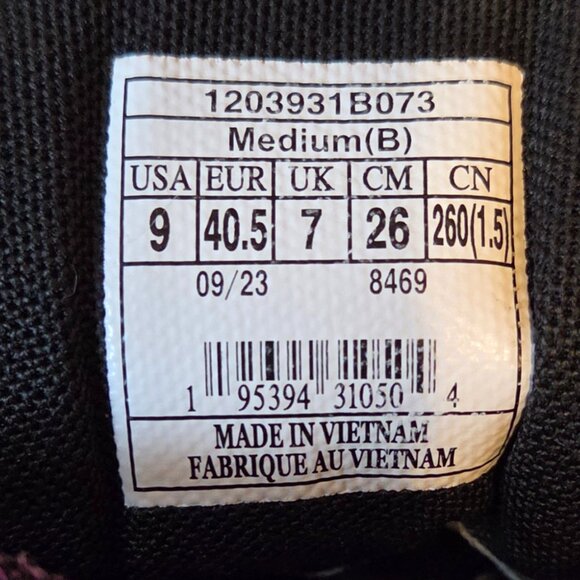 1203931B073
Medium(B)
USA EUR UK CM CN
9 40.5 7 26 260(1.5)
09/23 8469
1 95394 31050 4
MADE IN VIETNAM
FABRIQUE AU VIETNAM